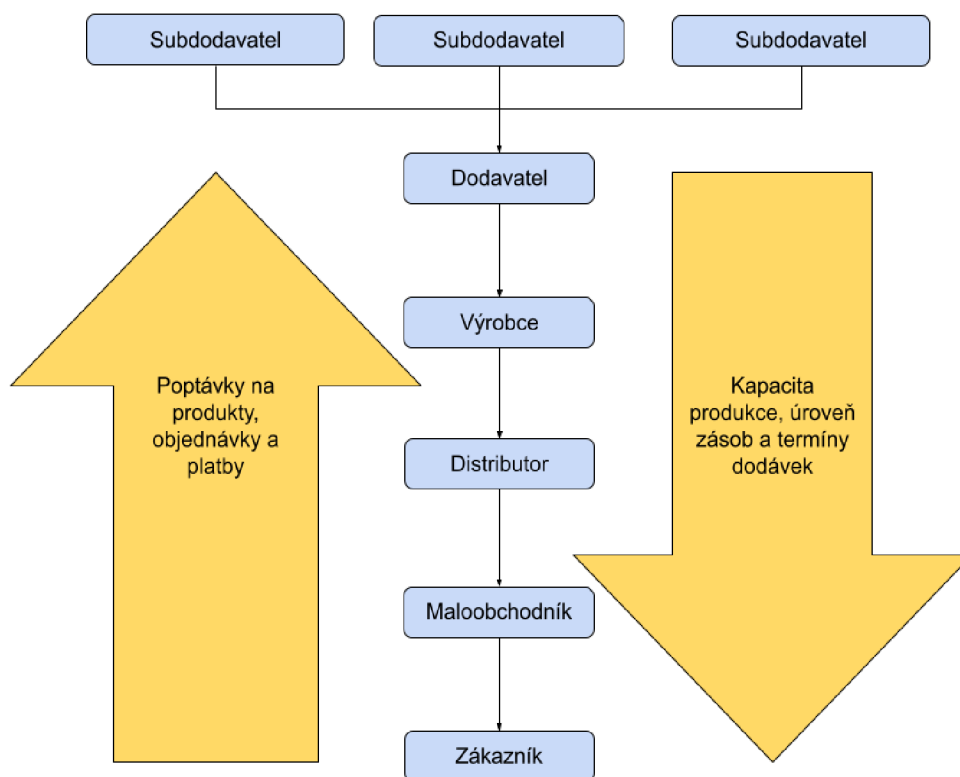 Subdodavatel
Subdodavatel
Subdodavatel
Dodavatel
Výrobce
Poptávky na
produkty,
objednávky a
platby
Kapacita
produkce, úroveň
zásob a termíny
dodávek
Distributor
Maloobchodník
Zákazník